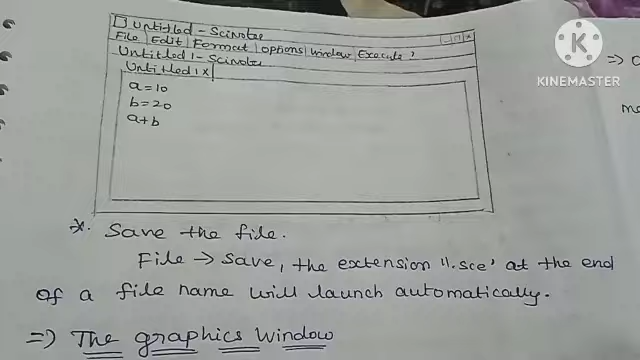 Untitled - SciNotes
File Edit Format Options Window Execute ?
Untitled 1 - SciNotes
Untitled 1 X
a = 10
b = 20
a+b
K
KINEMASTER
*. Save the file.
File → Save, the extension ".sce' at the end
of a file name will launch automatically.
=> The graphics window